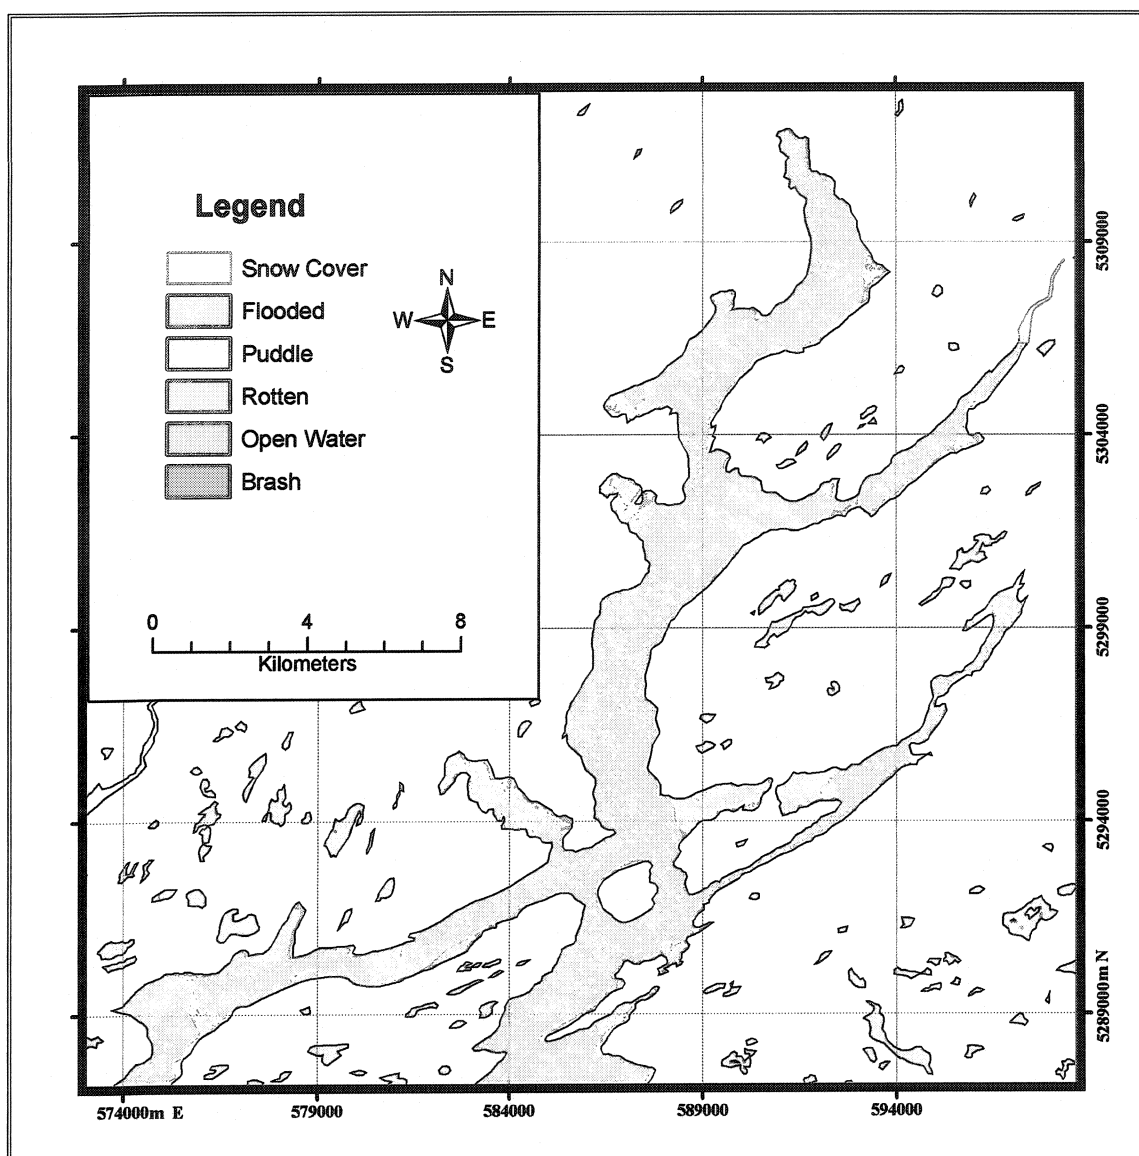 Legend
Snow Cover
Flooded
Puddle
Rotten
Open Water
Brash
N
W E
S
0 4 8
Kilometers
5309000
5304000
5299000
5294000
5289000m N
574000m E 579000 584000 589000 594000